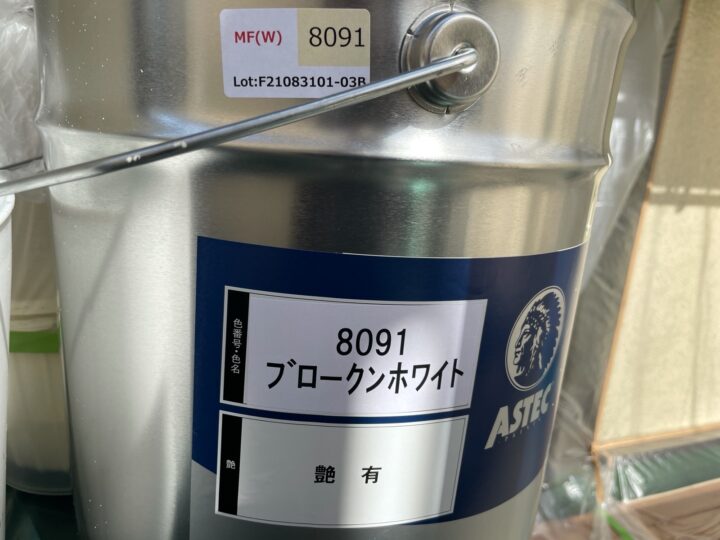 MF(W) 8091
Lot:F21083101-03B
色番号・色名
8091
ブロークンホワイト
艶
艶 有
ASTEC